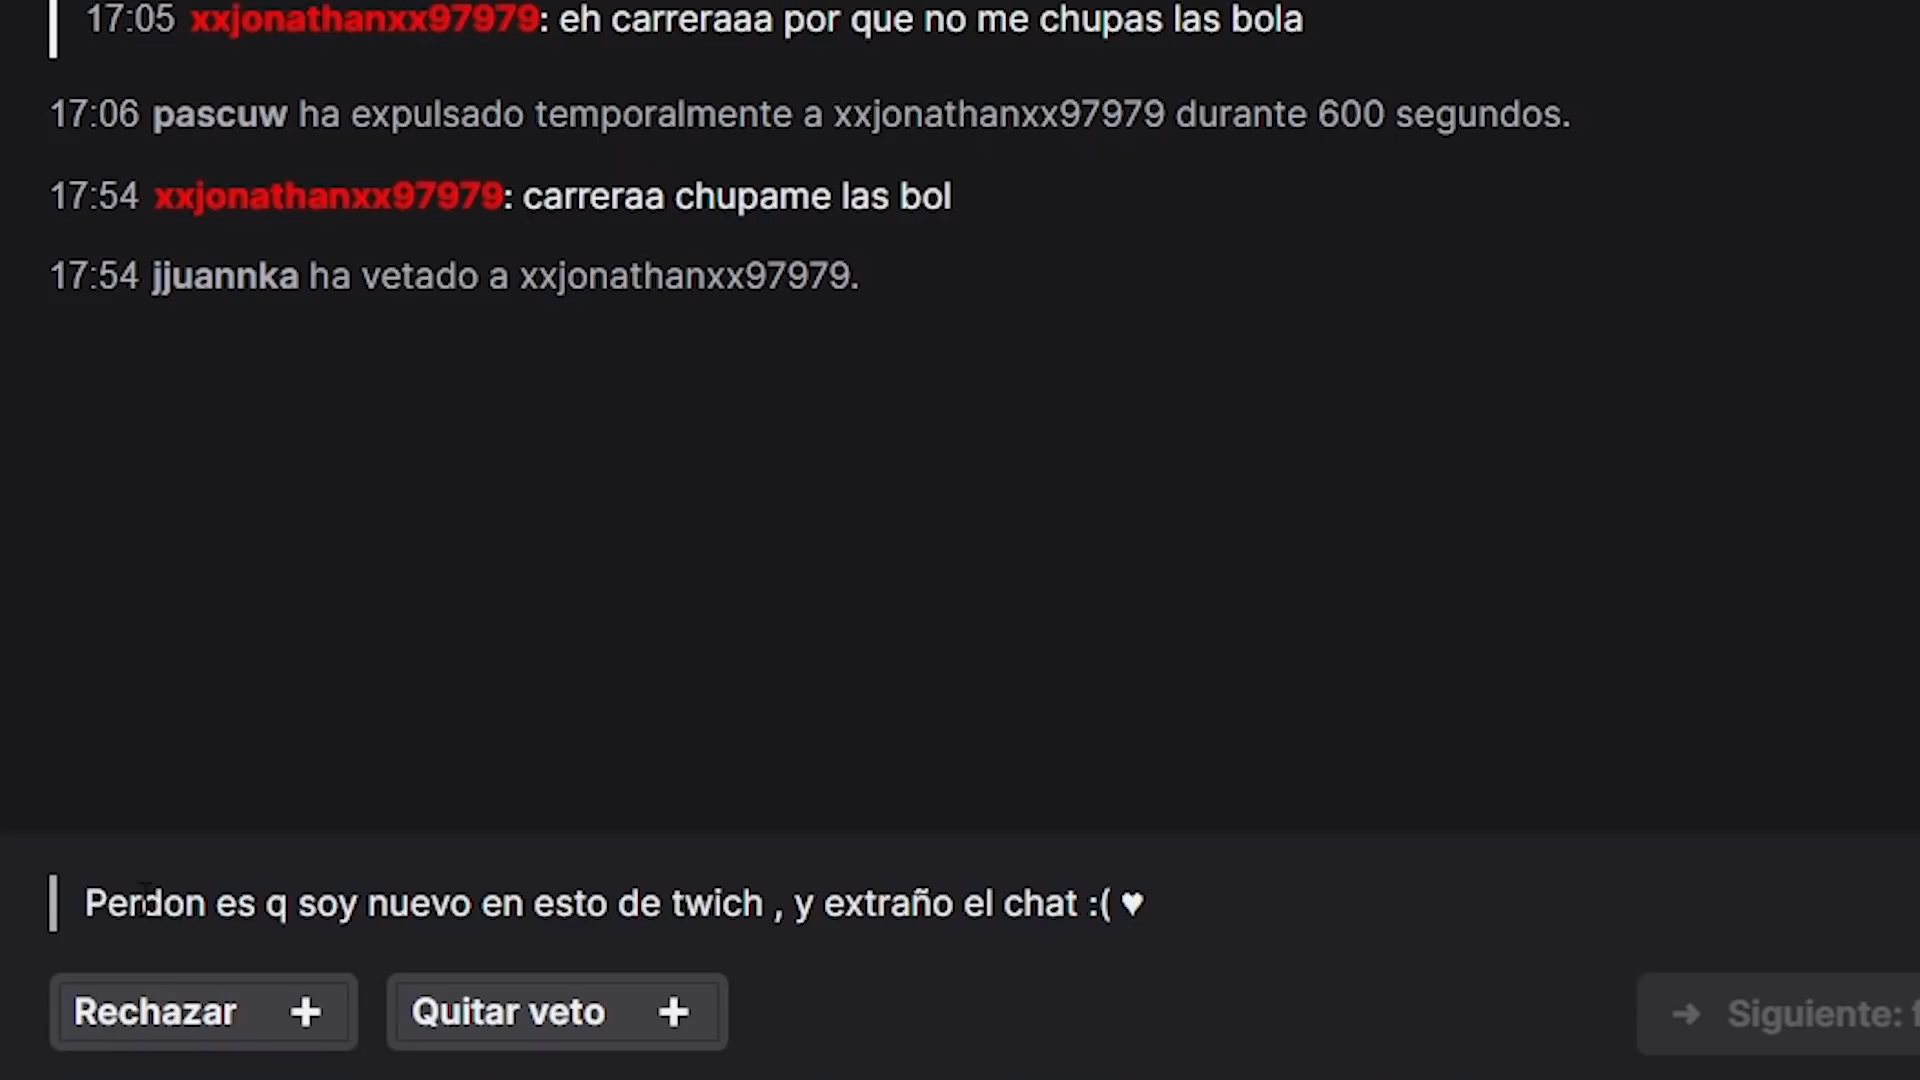 17:05 xxjonathanxx97979: eh carreraaa por que no me chupas las bola
17:06 pascuw ha expulsado temporalmente a xxjonathanxx97979 durante 600 segundos.
17:54 xxjonathanxx97979: carreraa chupame las bol
17:54 jjuannka ha vetado a xxjonathanxx97979.
Perdon es q soy nuevo en esto de twich , y extraño el chat :( ♥
Rechazar + Quitar veto + → Siguiente: